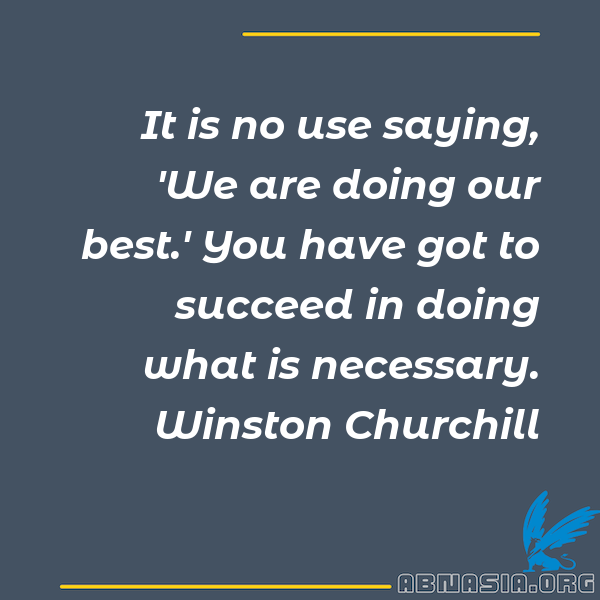 It is no use saying,
'We are doing our
best.' You have got to
succeed in doing
what is necessary.
Winston Churchill
ABNASIA.ORG